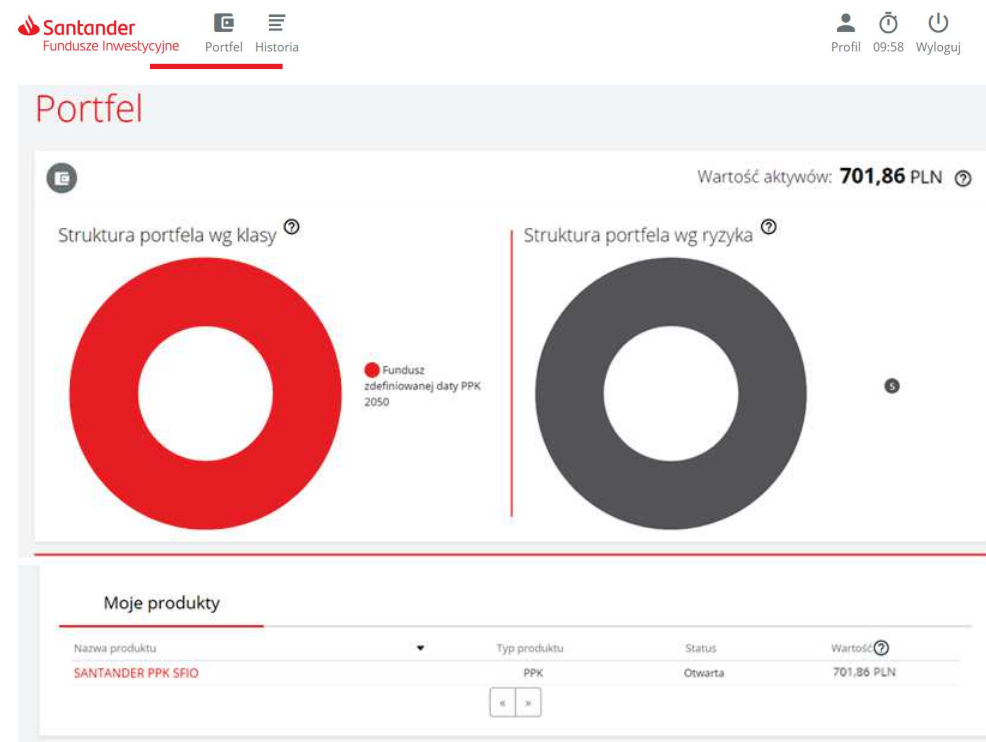 Santander
Fundusze Inwestycyjne
Portfel
Historia
Profil
09:58
Wyloguj
Portfel
Wartość aktywów: 701,86 PLN ?
Struktura portfela wg klasy ?
Fundusz
zdefiniowanej daty PPK
2050
Struktura portfela wg ryzyka ?
5
Moje produkty
Nazwa produktu Typ produktu Status Wartość ?
SANTANDER PPK SFIO PPK Otwarta 701,86 PLN
« »